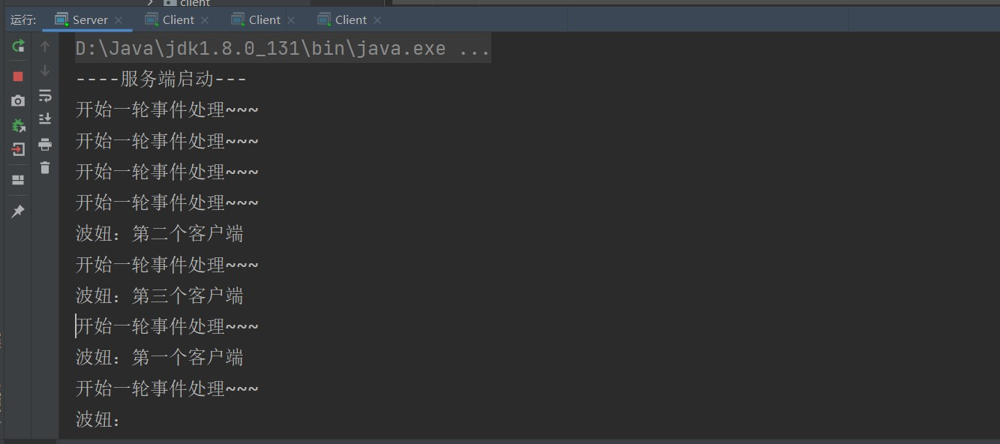 client
运行: Server Client Client Client
D:\Java\jdk1.8.0_131\bin\java.exe ...
----服务端启动---
开始一轮事件处理~~~
开始一轮事件处理~~~
开始一轮事件处理~~~
开始一轮事件处理~~~
波妞：第二个客户端
开始一轮事件处理~~~
波妞：第三个客户端
开始一轮事件处理~~~
波妞：第一个客户端
开始一轮事件处理~~~
波妞：